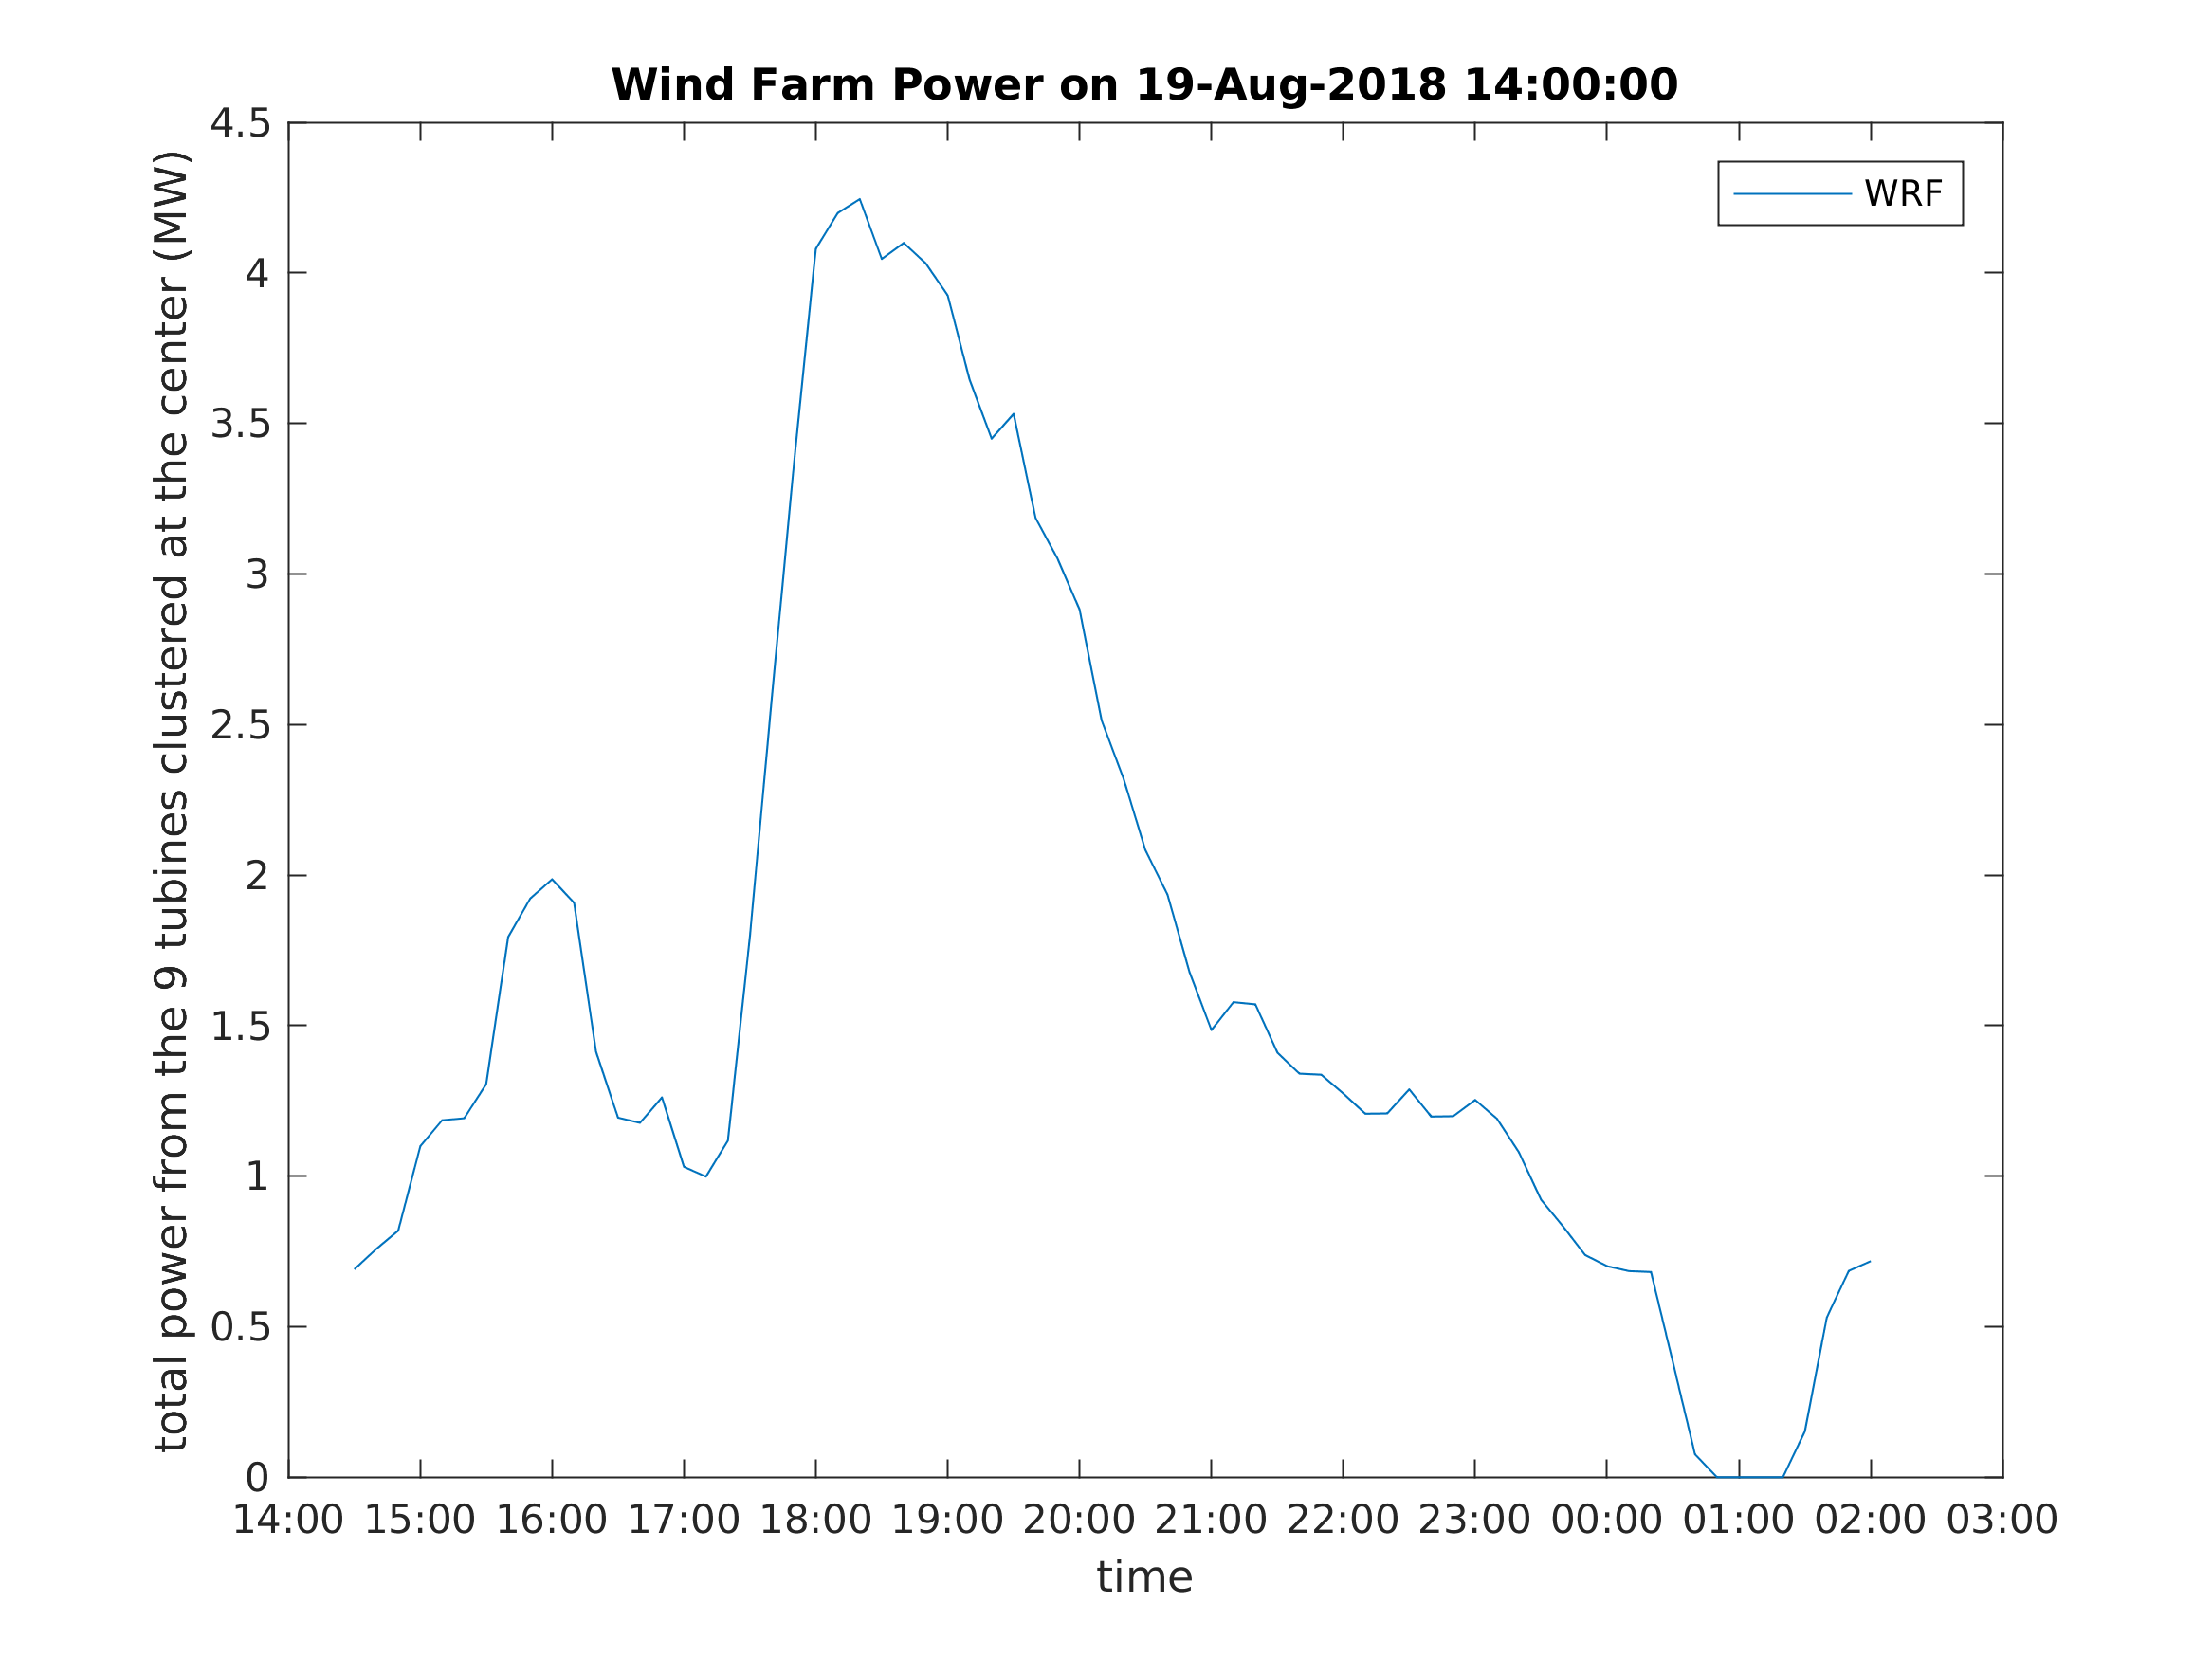 Wind Farm Power on 19-Aug-2018 14:00:00
total power from the 9 tubines clustered at the center (MW)
4.5
4
3.5
3
2.5
2
1.5
1
0.5
0
WRF
14:00 15:00 16:00 17:00 18:00 19:00 20:00 21:00 22:00 23:00 00:00 01:00 02:00 03:00
time